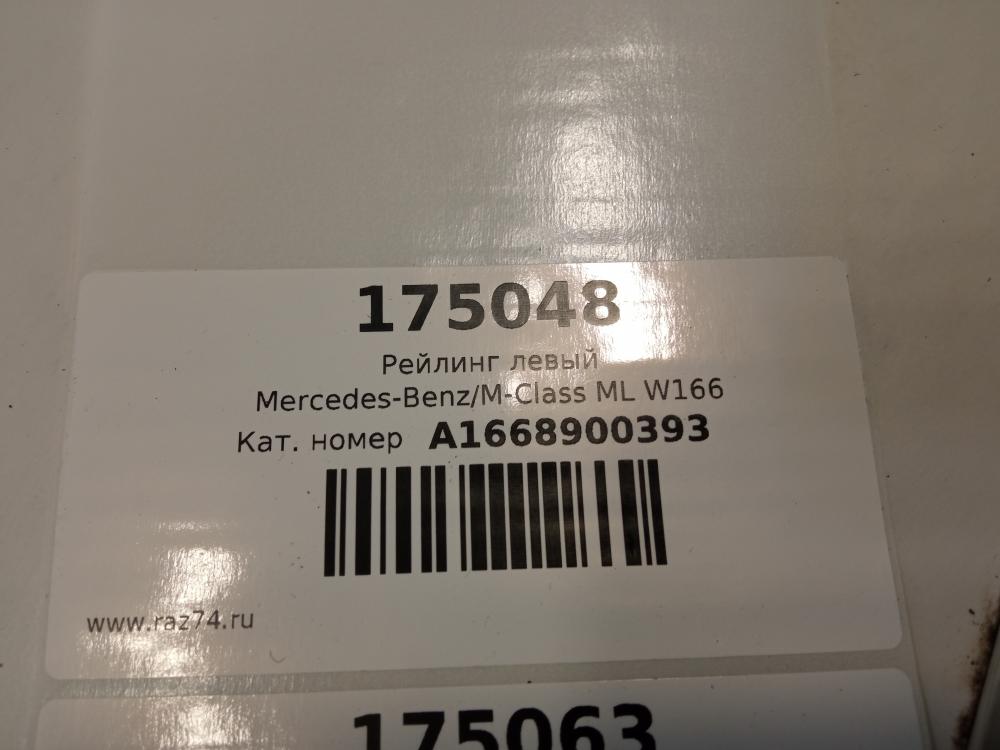 175048
Рейлинг левый
Mercedes-Benz/M-Class ML W166
Кат. номер A1668900393
www.raz74.ru
175063